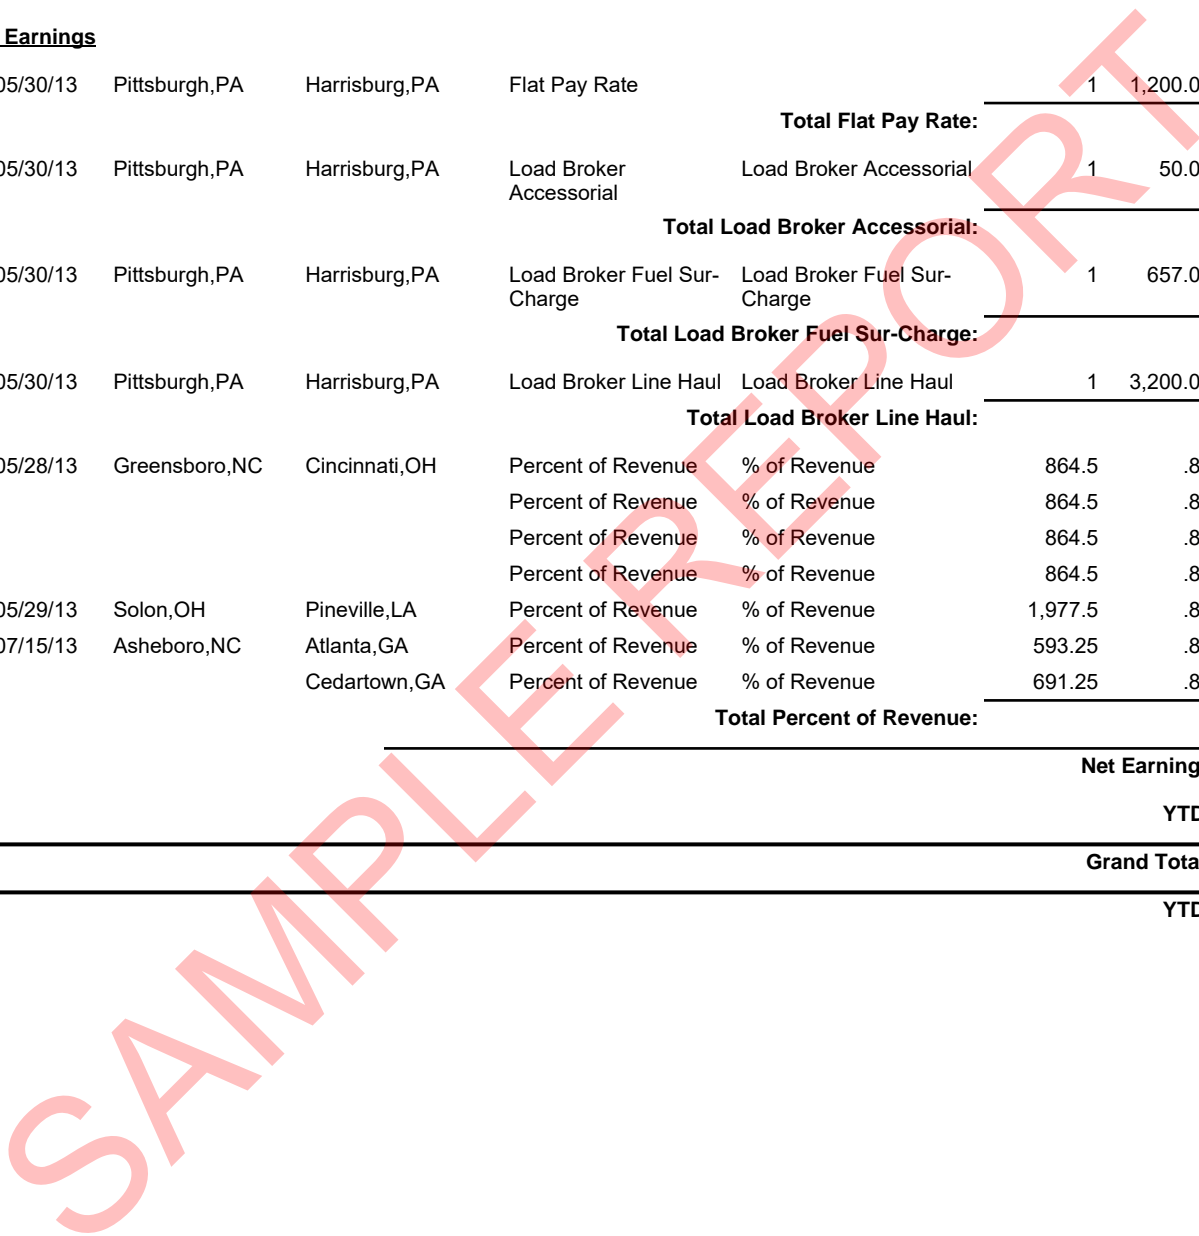 Earnings
05/30/13 Pittsburgh,PA Harrisburg,PA Flat Pay Rate 1 1,200.0
Total Flat Pay Rate:
05/30/13 Pittsburgh,PA Harrisburg,PA Load Broker Load Broker Accessorial 1 50.0
Accessorial
Total Load Broker Accessorial:
05/30/13 Pittsburgh,PA Harrisburg,PA Load Broker Fuel Sur- Load Broker Fuel Sur- 1 657.0
Charge Charge
Total Load Broker Fuel Sur-Charge:
05/30/13 Pittsburgh,PA Harrisburg,PA Load Broker Line Haul Load Broker Line Haul 1 3,200.0
Total Load Broker Line Haul:
05/28/13 Greensboro,NC Cincinnati,OH Percent of Revenue % of Revenue 864.5 .8
Percent of Revenue % of Revenue 864.5 .8
Percent of Revenue % of Revenue 864.5 .8
Percent of Revenue % of Revenue 864.5 .8
05/29/13 Solon,OH Pineville,LA Percent of Revenue % of Revenue 1,977.5 .8
07/15/13 Asheboro,NC Atlanta,GA Percent of Revenue % of Revenue 593.25 .8
Cedartown,GA Percent of Revenue % of Revenue 691.25 .8
Total Percent of Revenue:
Net Earning
YTD
Grand Tota
YTD
SAMPLE REPORT